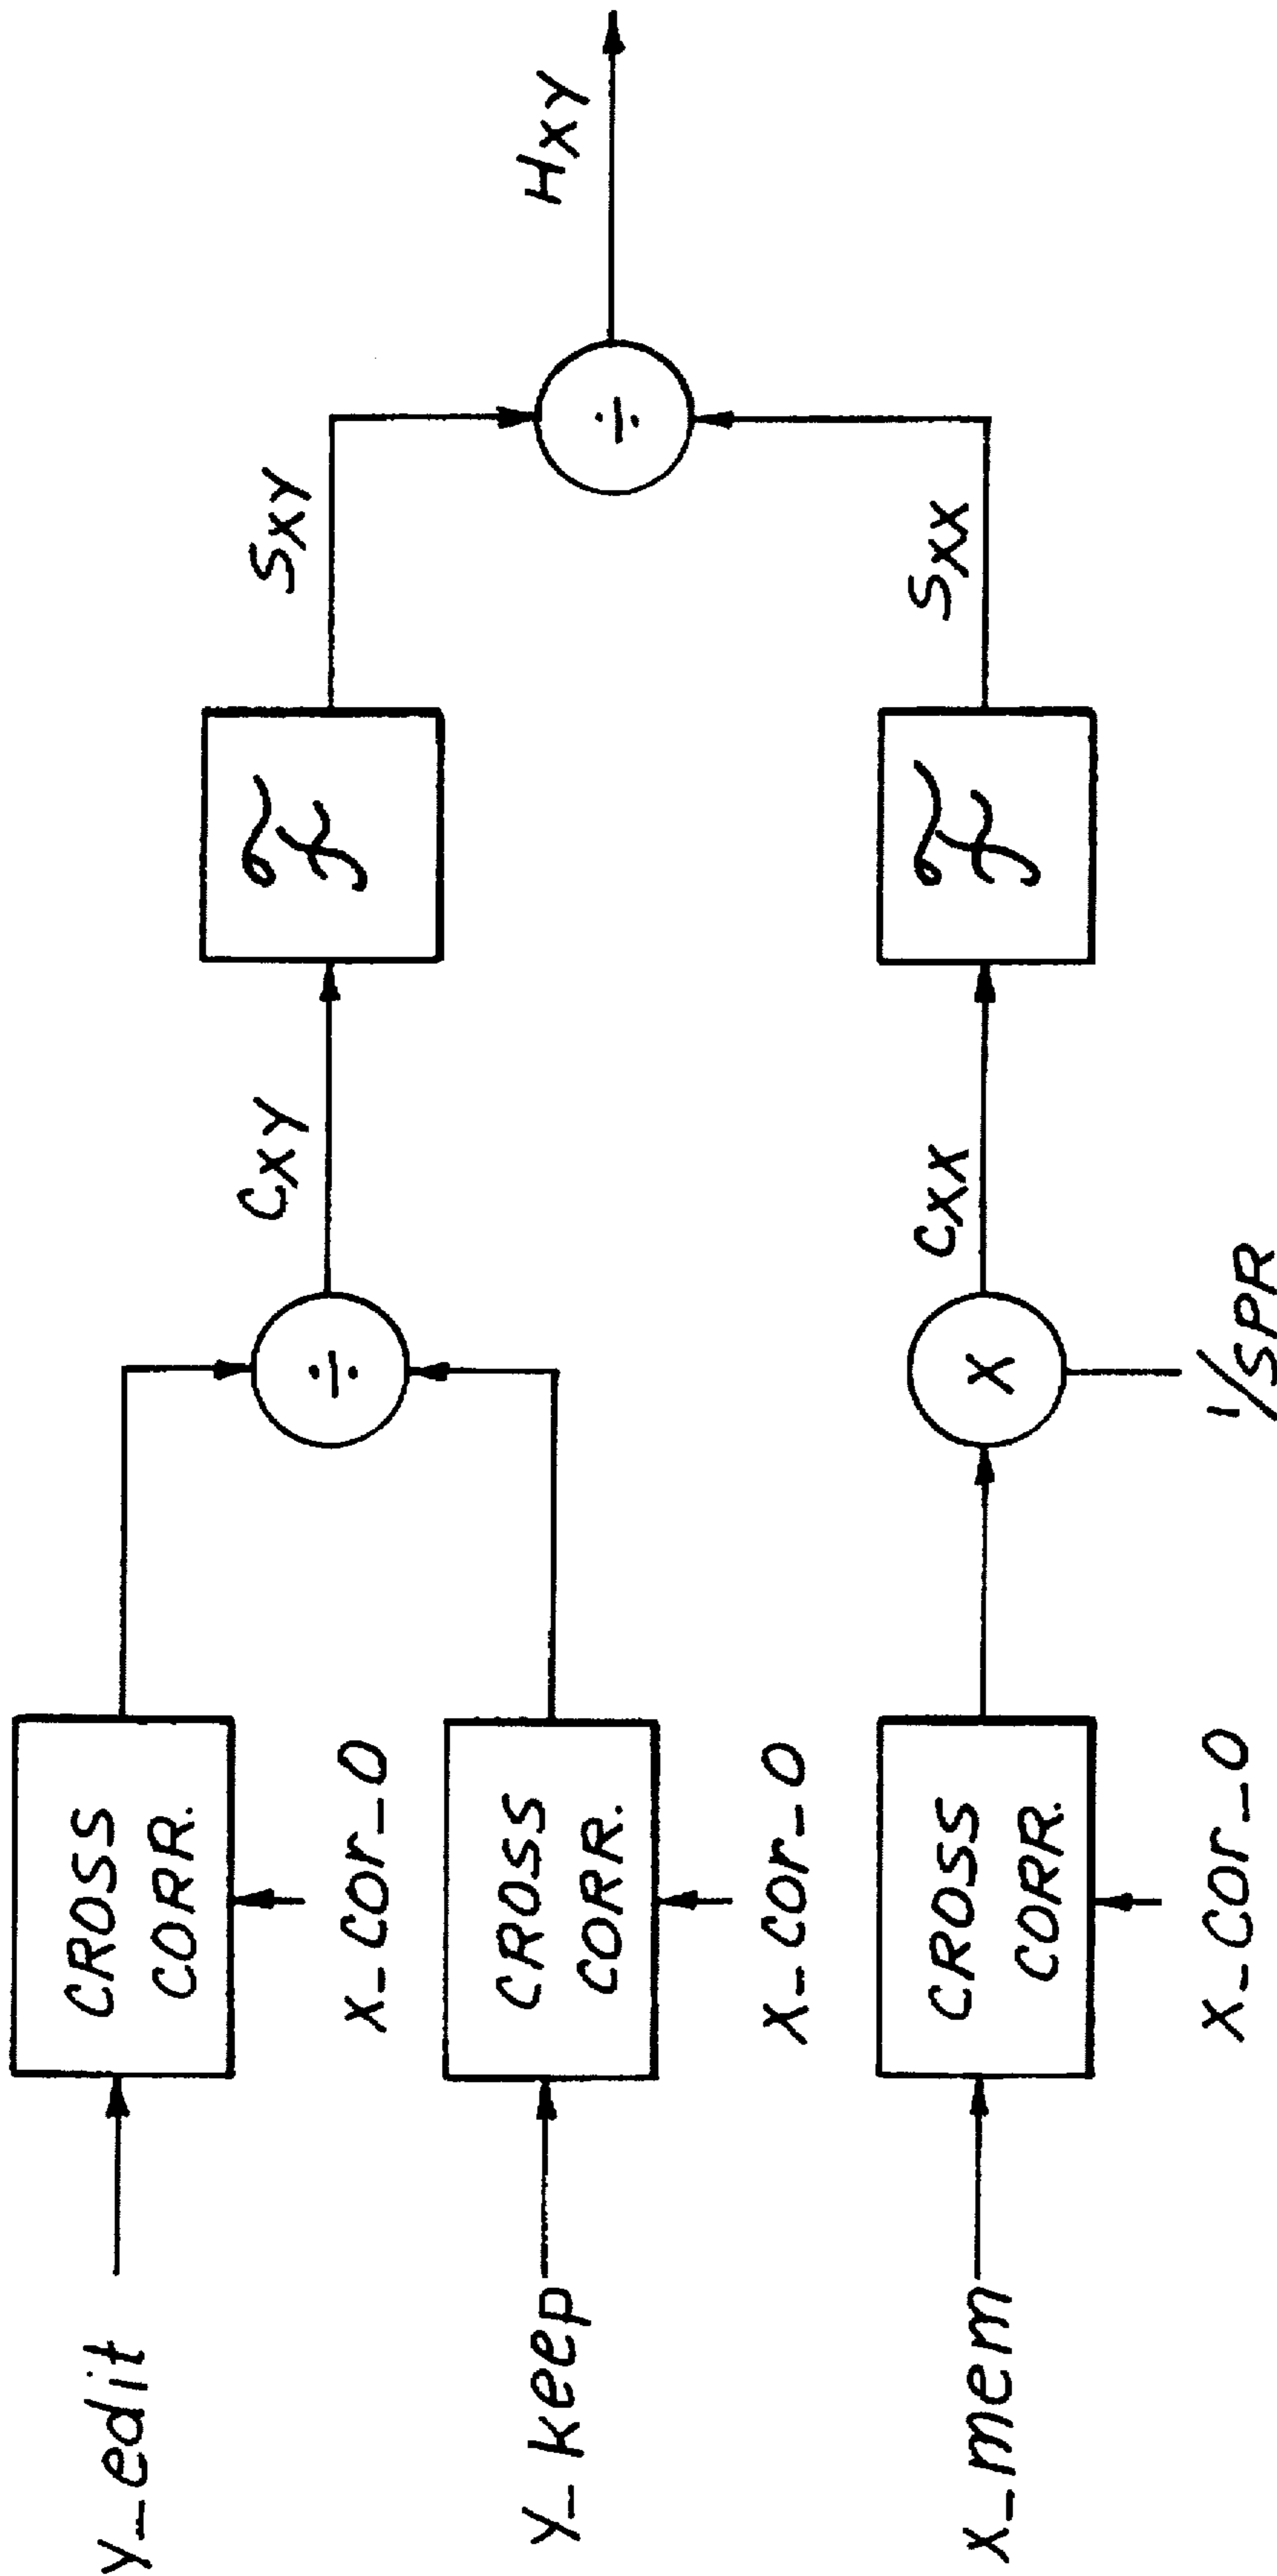 y_edit
CROSS
CORR.
x_cor_0
÷
Cxy
ℱ
Sxy
y_keep
CROSS
CORR.
x_cor_0
÷
Hxy
x_mem
CROSS
CORR.
x_cor_0
X
1/SPR
Cxx
ℱ
Sxx